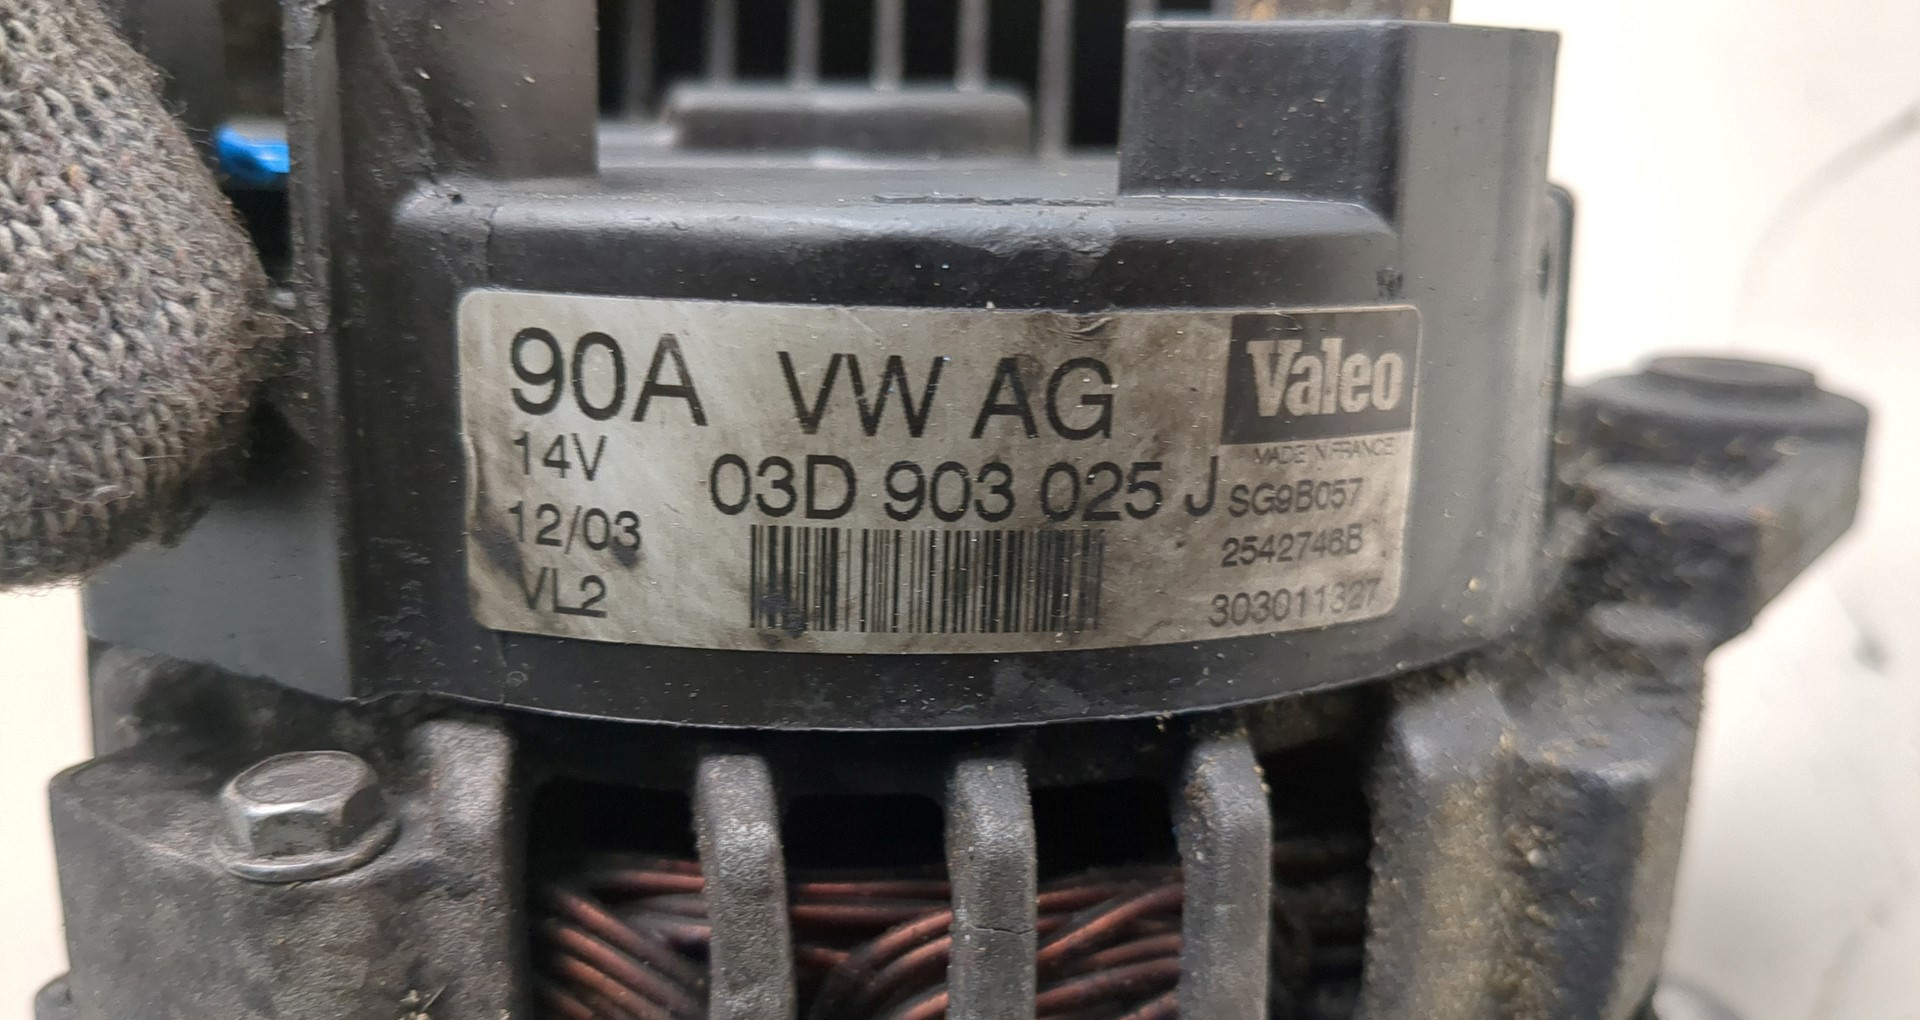 90A VW AG Valeo
MADE IN FRANCE
14V 03D 903 025 J SG9B057
12/03 2542746B
VL2 303011327